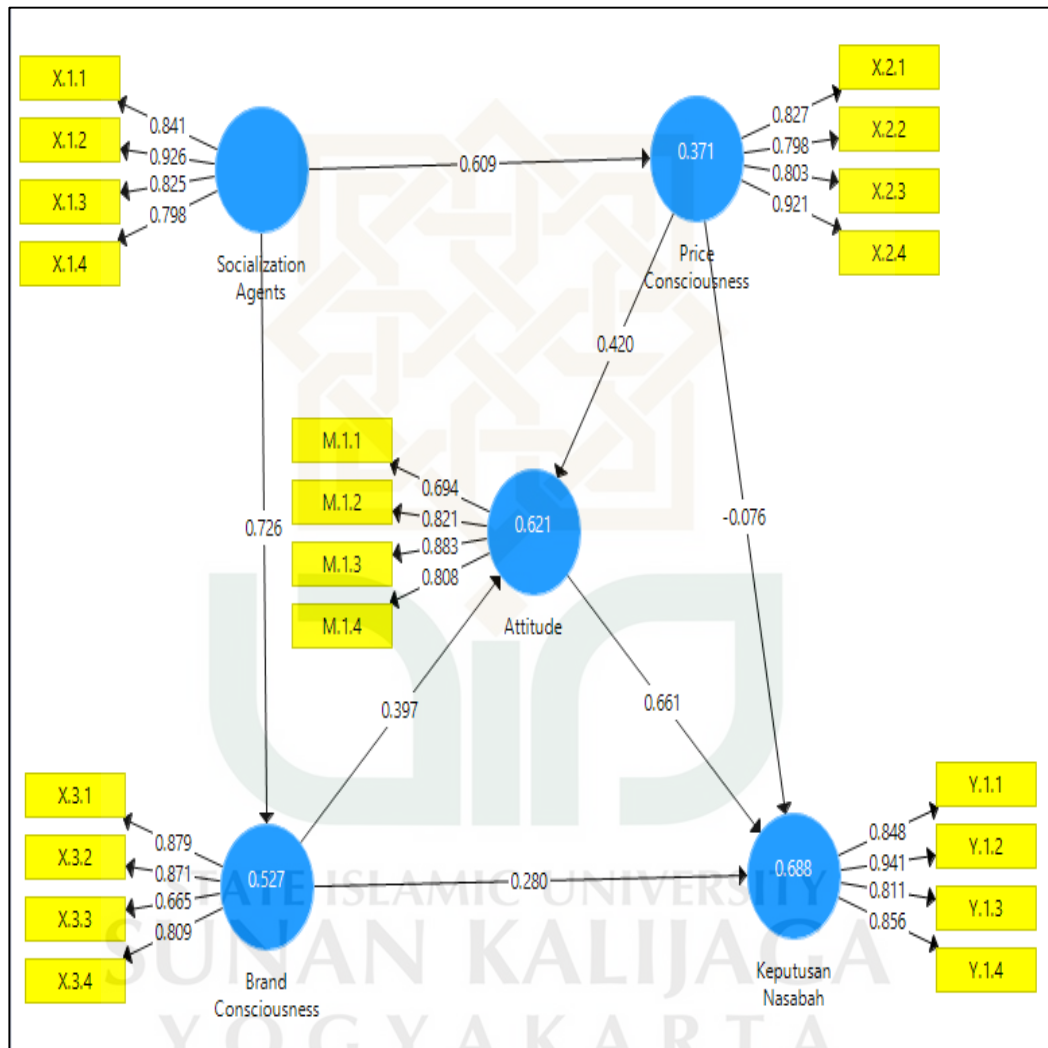 X.1.1
X.1.2
X.1.3
X.1.4
0.841
0.926
0.825
0.798
Socialization
Agents
0.609
0.371
Price
Consciousness
X.2.1
X.2.2
X.2.3
X.2.4
0.827
0.798
0.803
0.921
0.420
-0.076
0.726
M.1.1
M.1.2
M.1.3
M.1.4
0.694
0.821
0.883
0.808
0.621
Attitude
0.397
0.661
X.3.1
X.3.2
X.3.3
X.3.4
0.879
0.871
0.665
0.809
0.527
Brand
Consciousness
0.280
0.688
Keputusan
Nasabah
Y.1.1
Y.1.2
Y.1.3
Y.1.4
0.848
0.941
0.811
0.856
STATE ISLAMIC UNIVERSITY
SUNAN KALIJAGA
YOGYAKARTA